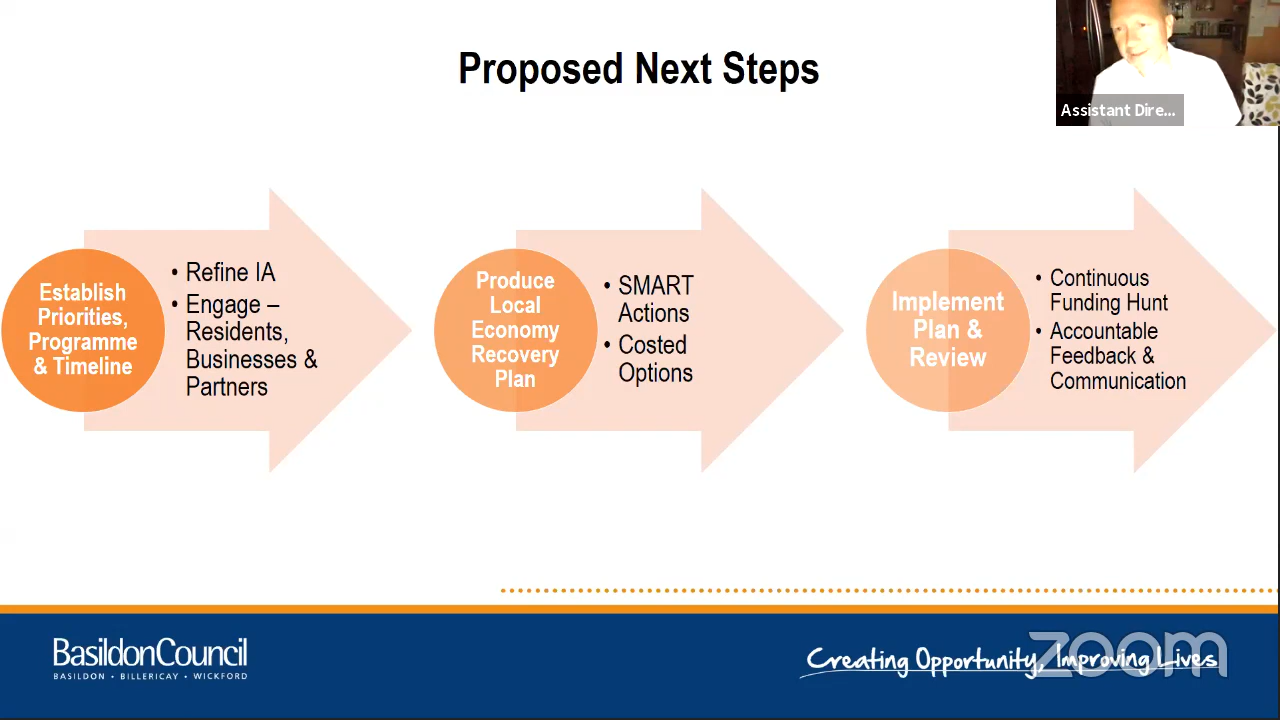 Proposed Next Steps
Assistant Dire...
Establish
Priorities,
Programme
& Timeline
• Refine IA
• Engage –
Residents,
Businesses &
Partners
Produce
Local
Economy
Recovery
Plan
• SMART
Actions
• Costed
Options
Implement
Plan &
Review
• Continuous
Funding Hunt
• Accountable
Feedback &
Communication
BasildonCouncil
BASILDON • BILLERICAY • WICKFORD
Creating Opportunity, Improving Lives
zoom